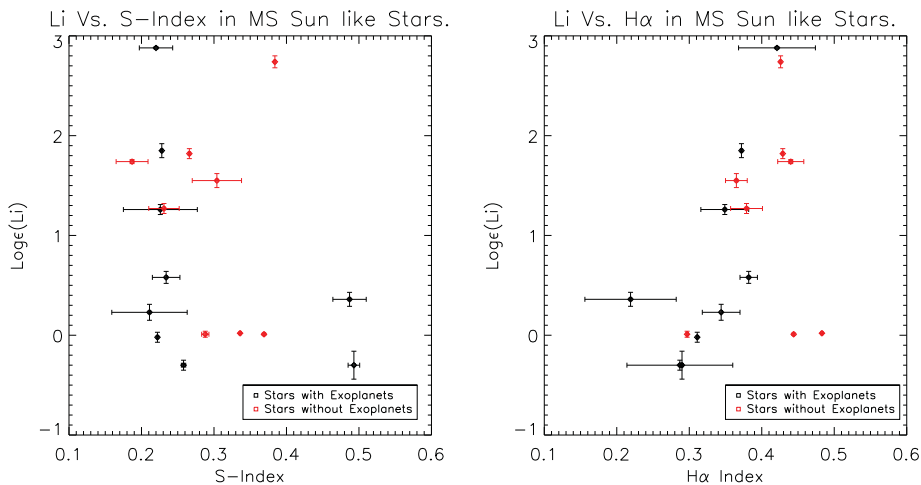 Li Vs. S-Index in MS Sun like Stars.
3
2
1
0
-1
Logε(Li)
0.1 0.2 0.3 0.4 0.5 0.6
S-Index
Stars with Exoplanets
Stars without Exoplanets
Li Vs. Hα in MS Sun like Stars.
3
2
1
0
-1
Logε(Li)
0.1 0.2 0.3 0.4 0.5 0.6
Hα Index
Stars with Exoplanets
Stars without Exoplanets